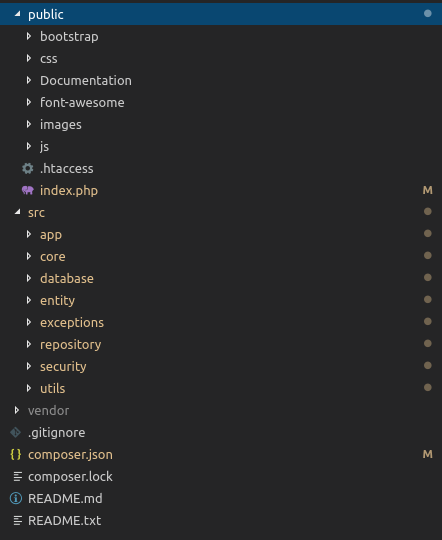 public
bootstrap
css
Documentation
font-awesome
images
js
.htaccess
index.php M
src
app
core
database
entity
exceptions
repository
security
utils
vendor
.gitignore
{ } composer.json M
composer.lock
README.md
README.txt